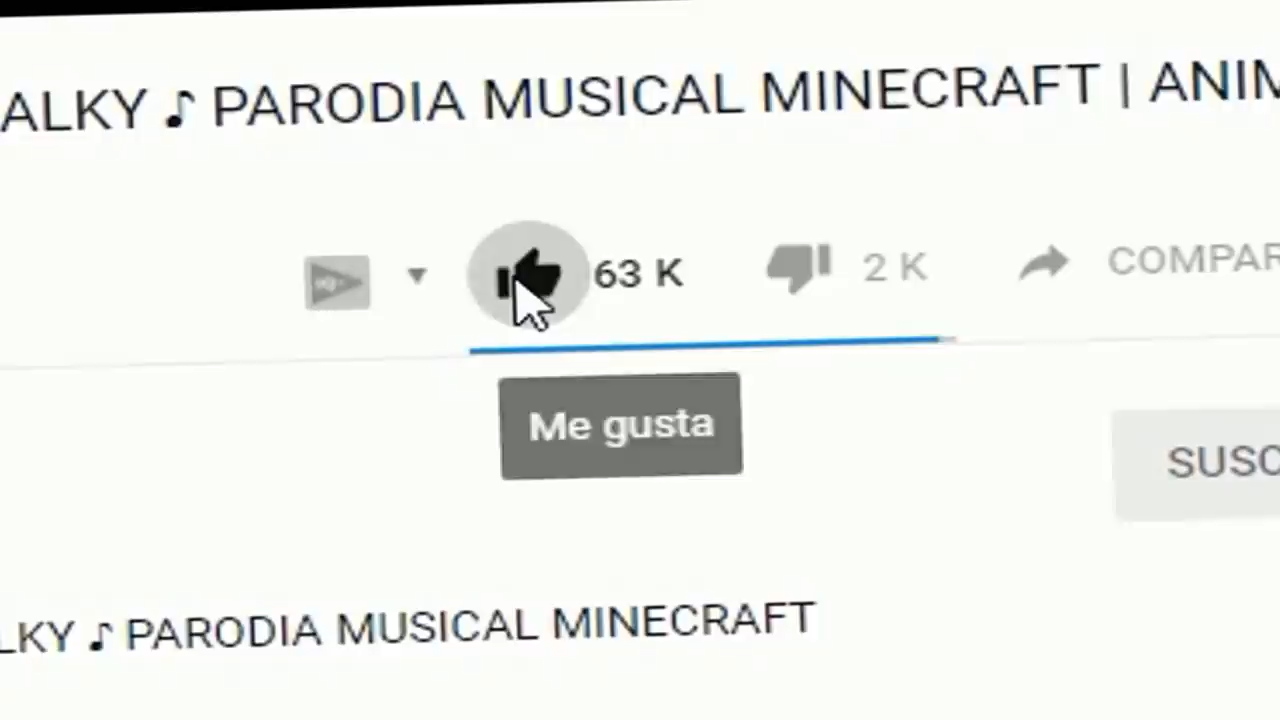 ALKY ♪ PARODIA MUSICAL MINECRAFT | ANIM
63 K 2 K COMPAR
Me gusta
SUSC
LKY ♪ PARODIA MUSICAL MINECRAFT